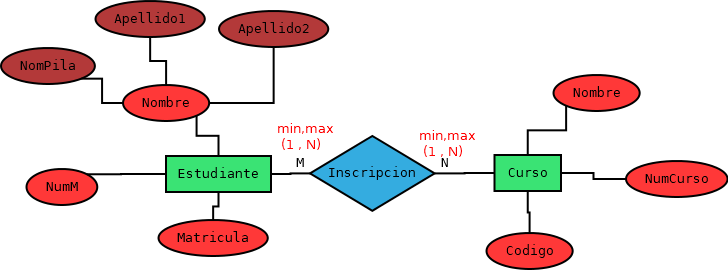 Apellido1
Apellido2
NomPila
Nombre
Nombre
min,max
(1 , N)
min,max
(1 , N)
M
N
Estudiante
Inscripcion
Curso
NumM
NumCurso
Matricula
Codigo